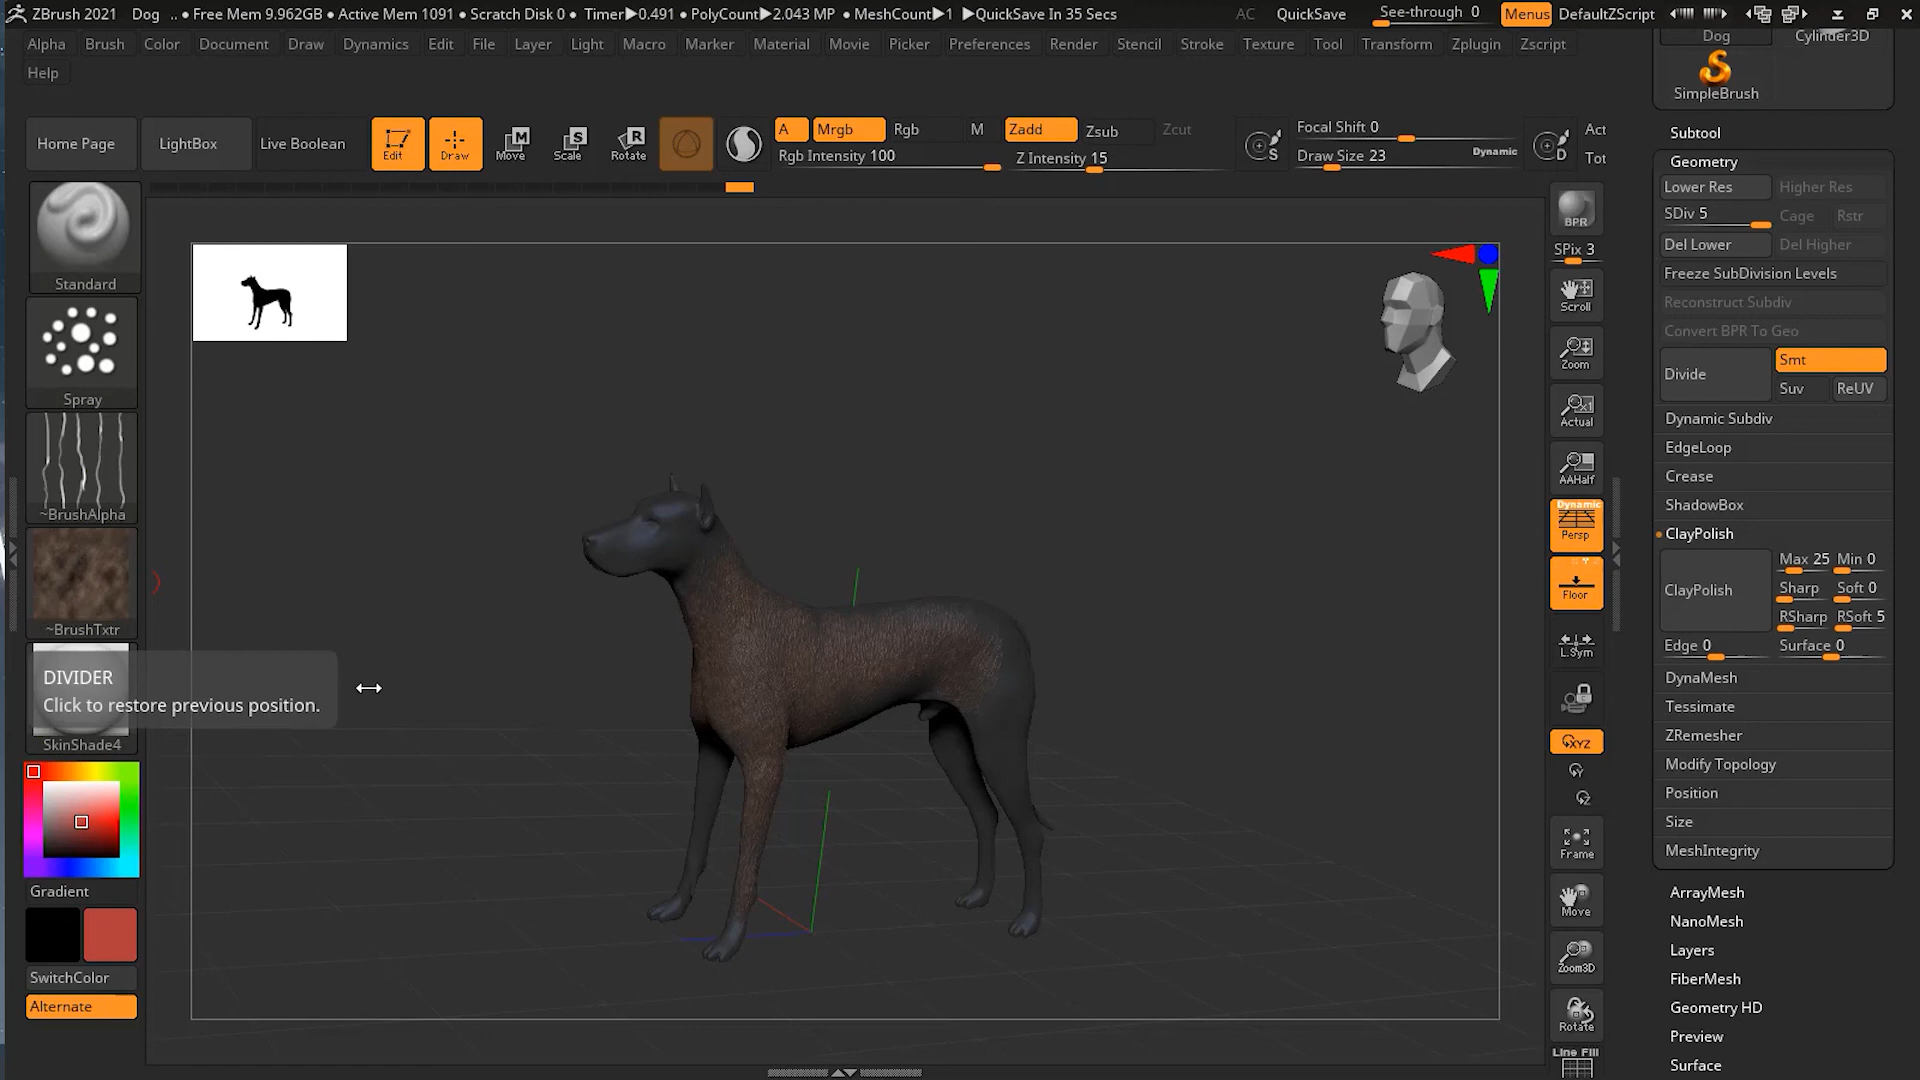 ZBrush 2021 Dog .. • Free Mem 9.962GB • Active Mem 1091 • Scratch Disk 0 • Timer▶0.491 • PolyCount▶2.043 MP • MeshCount▶1 ▶QuickSave In 35 Secs AC QuickSave See-through 0 Menus DefaultZScript
Alpha Brush Color Document Draw Dynamics Edit File Layer Light Macro Marker Material Movie Picker Preferences Render Stencil Stroke Texture Tool Transform Zplugin Zscript
Help
Home Page
LightBox
Live Boolean
Edit
Draw
Move
Scale
Rotate
A Mrgb Rgb M Zadd Zsub Zcut
Rgb Intensity 100 Z Intensity 15
Focal Shift 0
Draw Size 23 Dynamic
Act
Tot
Standard
Spray
~BrushAlpha
~BrushTxtr
DIVIDER
Click to restore previous position.
SkinShade4
Gradient
SwitchColor
Alternate
BPR
SPix 3
Scroll
Zoom
Actual
AAHalf
Dynamic
Persp
Floor
L.Sym
XYZ
Y
Z
Frame
Move
Zoom3D
Rotate
Line Fill
Dog Cylinder3D
SimpleBrush
Subtool
Geometry
Lower Res Higher Res
SDiv 5 Cage Rstr
Del Lower Del Higher
Freeze SubDivision Levels
Reconstruct Subdiv
Convert BPR To Geo
Divide Smt
Suv ReUV
Dynamic Subdiv
EdgeLoop
Crease
ShadowBox
ClayPolish
ClayPolish
Max 25 Min 0
Sharp Soft 0
RSharp RSoft 5
Edge 0 Surface 0
DynaMesh
Tessimate
ZRemesher
Modify Topology
Position
Size
MeshIntegrity
ArrayMesh
NanoMesh
Layers
FiberMesh
Geometry HD
Preview
Surface